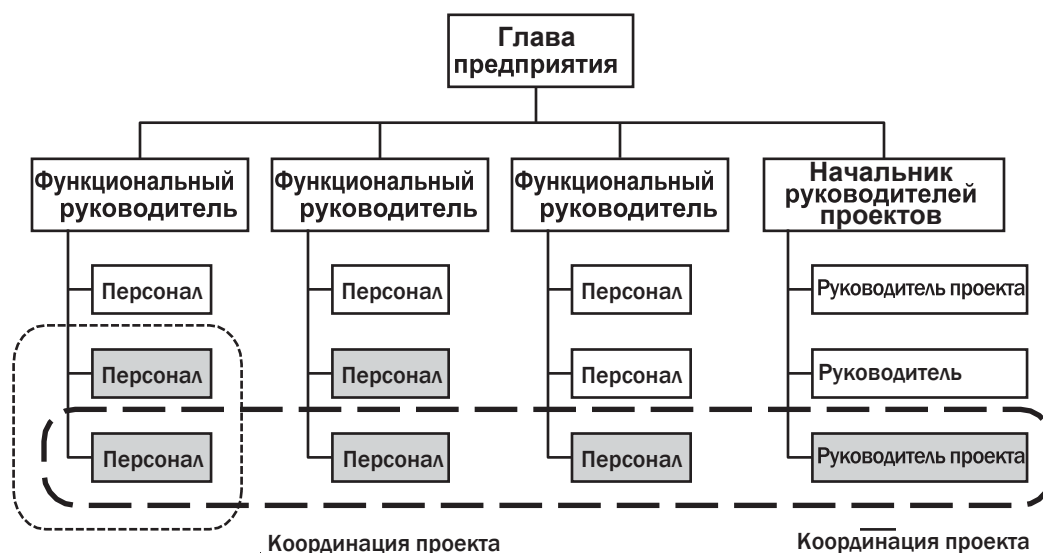 Глава
предприятия
Функциональный
руководитель
Функциональный
руководитель
Функциональный
руководитель
Начальник
руководителей
проектов
Персонал
Персонал
Персонал
Руководитель проекта
Персонал
Персонал
Персонал
Руководитель
Персонал
Персонал
Персонал
Руководитель проекта
Координация проекта
Координация проекта